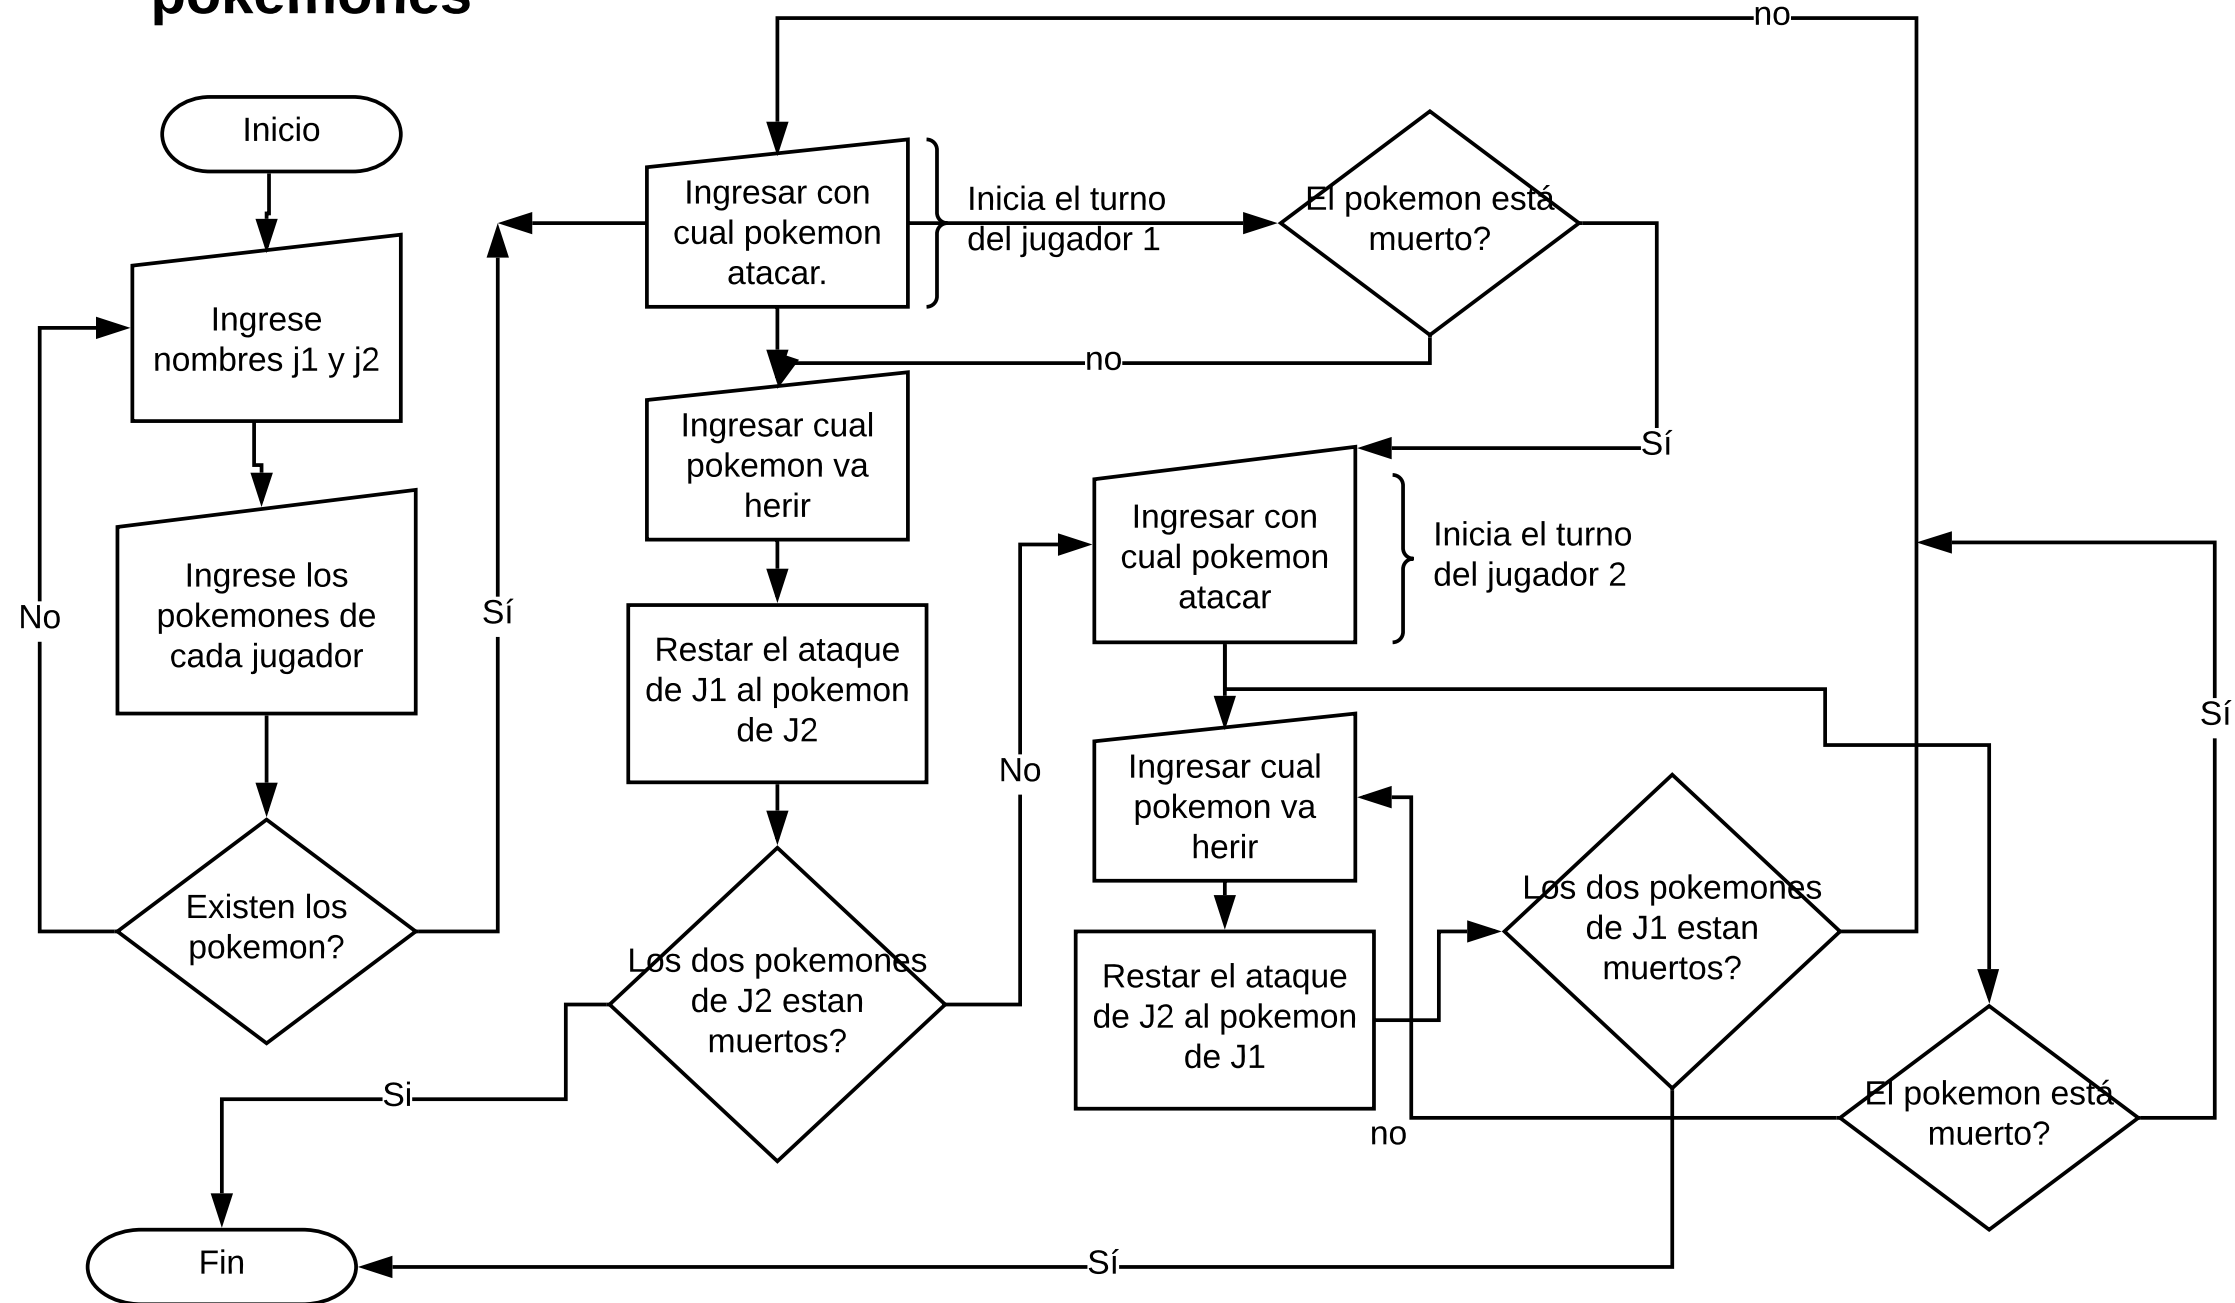 pokemones
Inicio
Ingrese
nombres j1 y j2
Ingrese los
pokemones de
cada jugador
No
Existen los
pokemon?
Sí
Ingresar con
cual pokemon
atacar.
Inicia el turno
del jugador 1
El pokemon está
muerto?
no
no
Sí
Ingresar cual
pokemon va
herir
Restar el ataque
de J1 al pokemon
de J2
Los dos pokemones
de J2 estan
muertos?
Si
No
Ingresar con
cual pokemon
atacar
Inicia el turno
del jugador 2
Ingresar cual
pokemon va
herir
Restar el ataque
de J2 al pokemon
de J1
Los dos pokemones
de J1 estan
muertos?
El pokemon está
muerto?
Sí
no
Sí
Fin